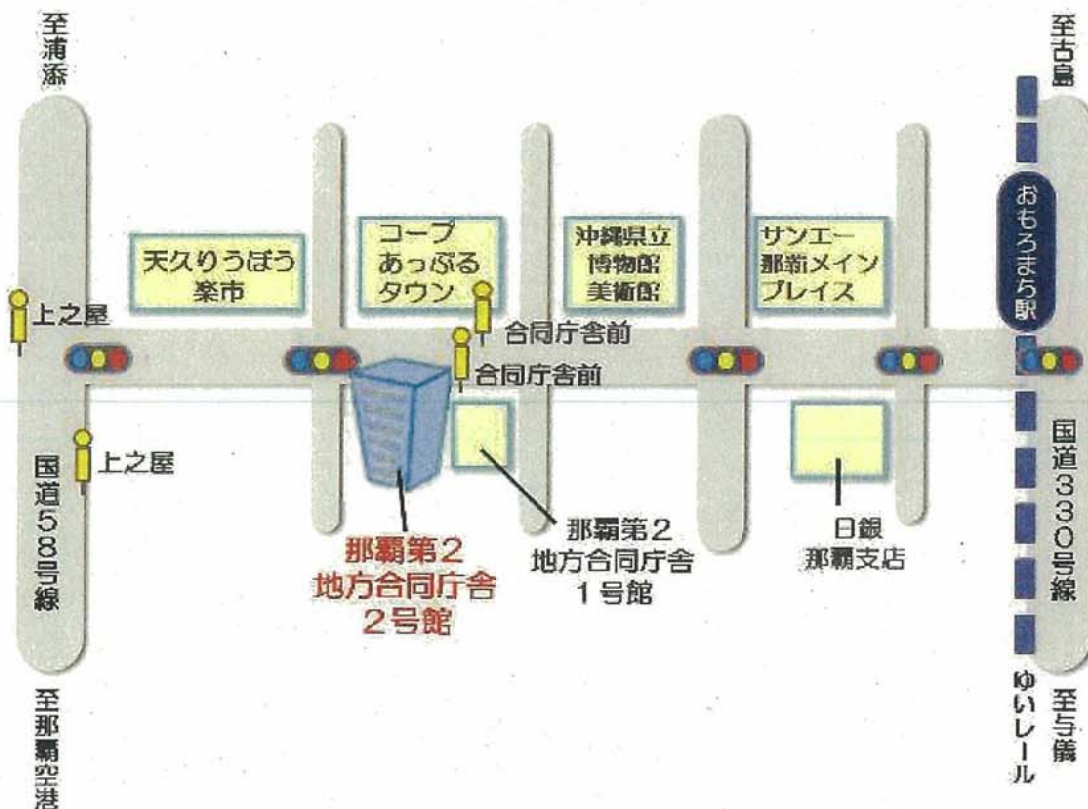 至浦添
至古島
おもろまち駅
天久りうぼう
楽市
コープ
あっぷる
タウン
沖縄県立
博物館
美術館
サンエー
那新メイン
プレイス
上之屋
合同庁舎前
合同庁舎前
上之屋
国道58号線
国道330号線
那覇第2
地方合同庁舎
2号館
那覇第2
地方合同庁舎
1号館
日銀
那覇支店
至那覇空港
ゆいレール
至与儀